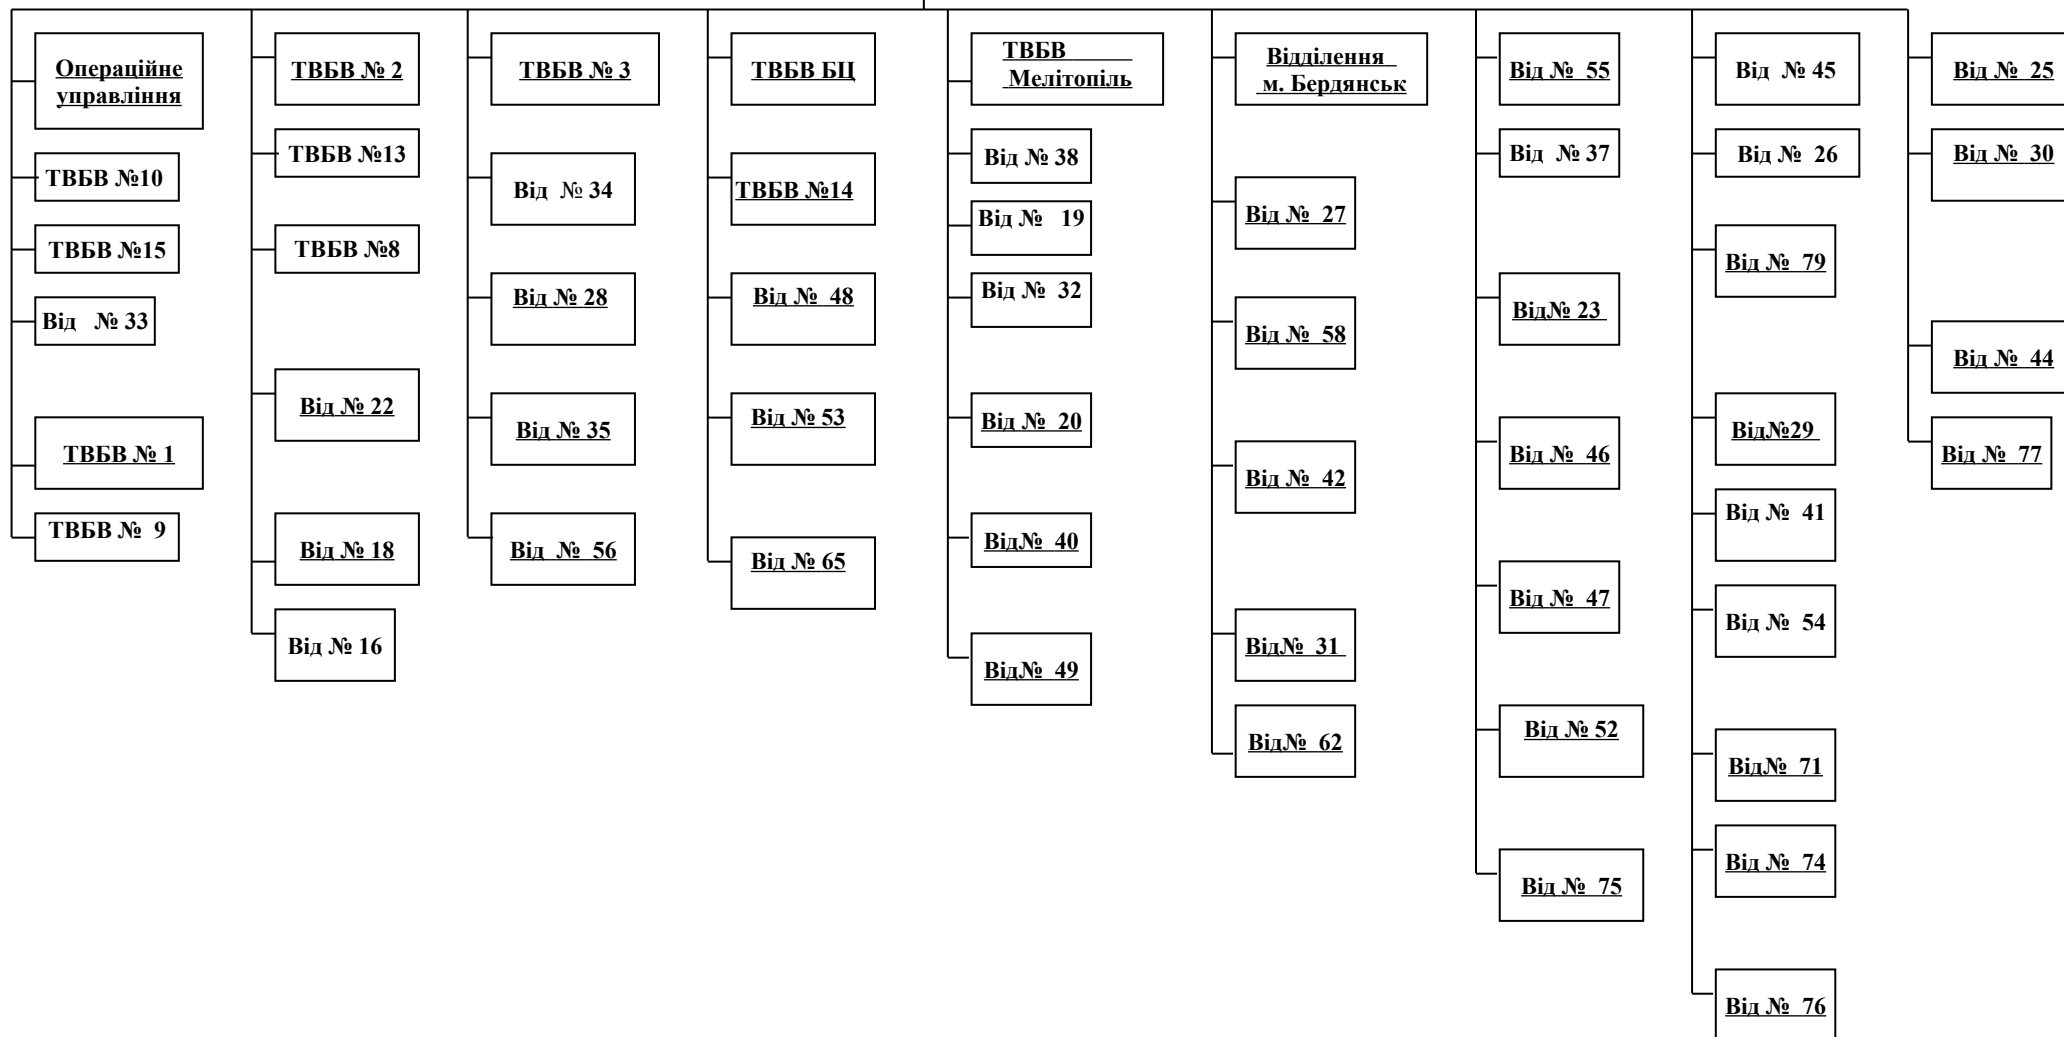 Операційне
управління
ТВБВ №10
ТВБВ №15
Від № 33
ТВБВ № 1
ТВБВ № 9
ТВБВ № 2
ТВБВ №13
ТВБВ №8
Від № 22
Від № 18
Від № 16
ТВБВ № 3
Від № 34
Від № 28
Від № 35
Від № 56
ТВБВ БЦ
ТВБВ №14
Від № 48
Від № 53
Від № 65
ТВБВ
Мелітопіль
Від № 38
Від № 19
Від № 32
Від № 20
Від№ 40
Від№ 49
Відділення
м. Бердянськ
Від № 27
Від № 58
Від № 42
Від№ 31
Від№ 62
Від № 55
Від № 37
Від№ 23
Від № 46
Від № 47
Від № 52
Від № 75
Від № 45
Від № 26
Від № 79
Від№29
Від № 41
Від № 54
Від№ 71
Від № 74
Від № 76
Від № 25
Від № 30
Від № 44
Від № 77